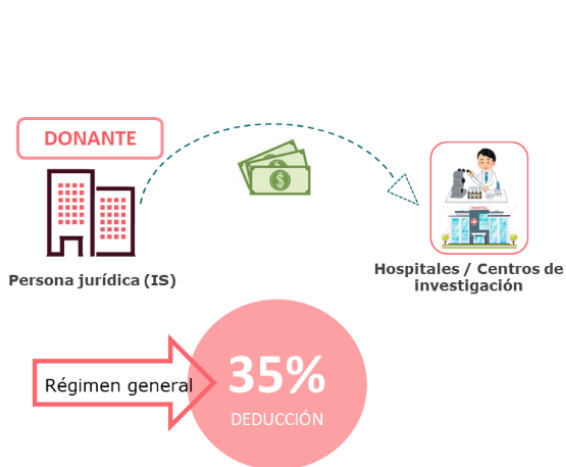 DONANTE
Persona jurídica (IS)
Hospitales / Centros de
investigación
Régimen general
35%
DEDUCCIÓN